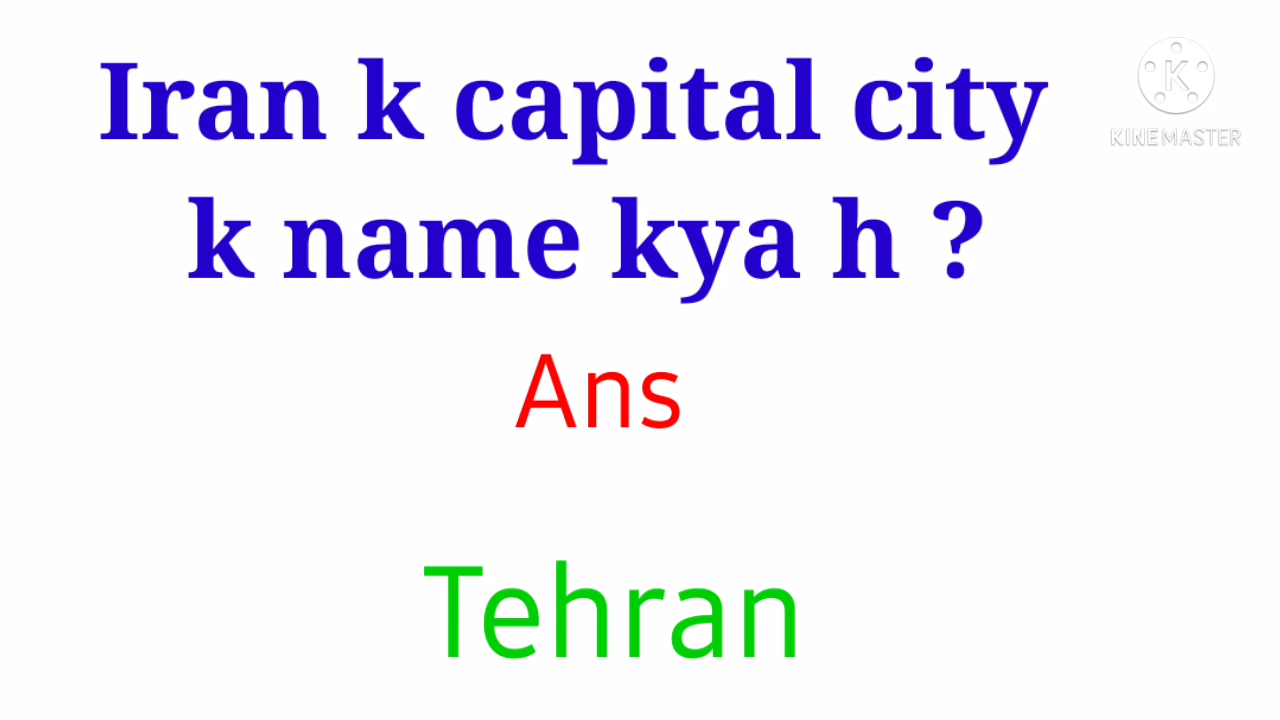 Iran k capital city
K
KINEMASTER
k name kya h ?
Ans
Tehran